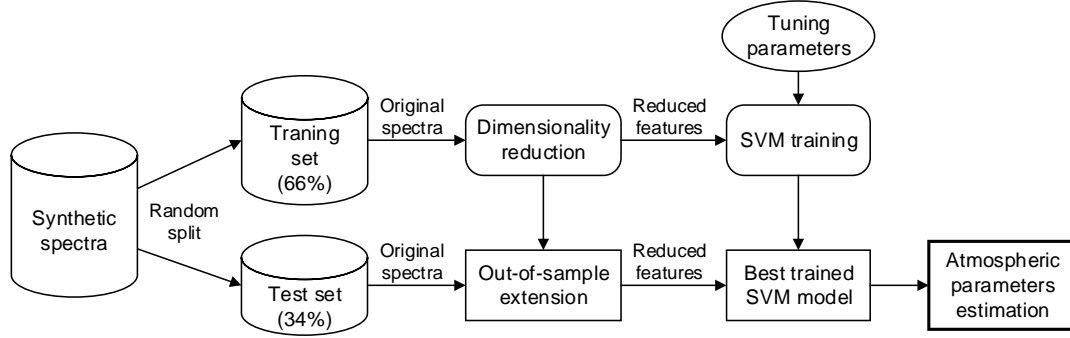 Tuning
parameters
Original
spectra
Reduced
features
Traning
set
(66%)
Dimensionality
reduction
SVM training
Synthetic
spectra
Random
split
Original
spectra
Reduced
features
Test set
(34%)
Out-of-sample
extension
Best trained
SVM model
Atmospheric
parameters
estimation